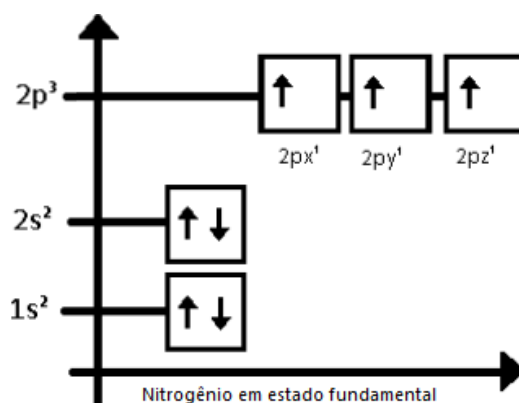 2p³
2px¹ 2py¹ 2pz¹
2s²
1s²
Nitrogênio em estado fundamental